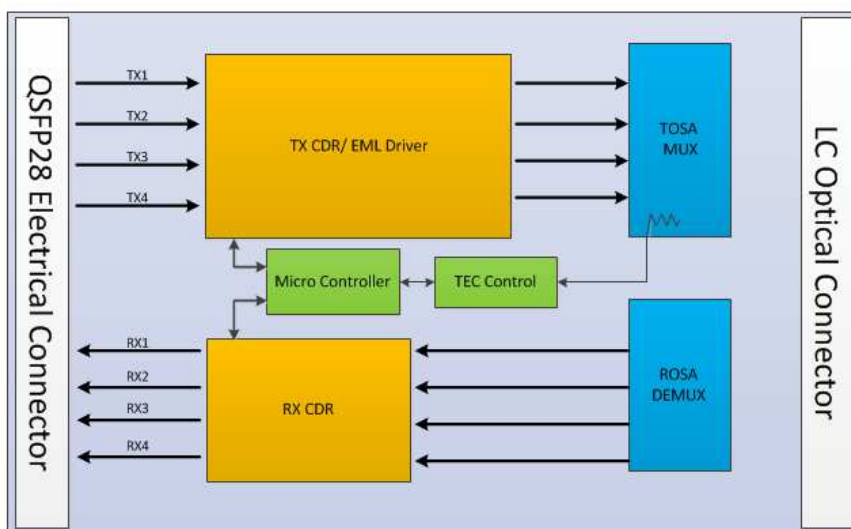 QSFP28 Electrical Connector
TX1
TX2
TX3
TX4
TX CDR/ EML Driver
TOSA
MUX
LC Optical Connector
Micro Controller
TEC Control
RX1
RX2
RX3
RX4
RX CDR
ROSA
DEMUX